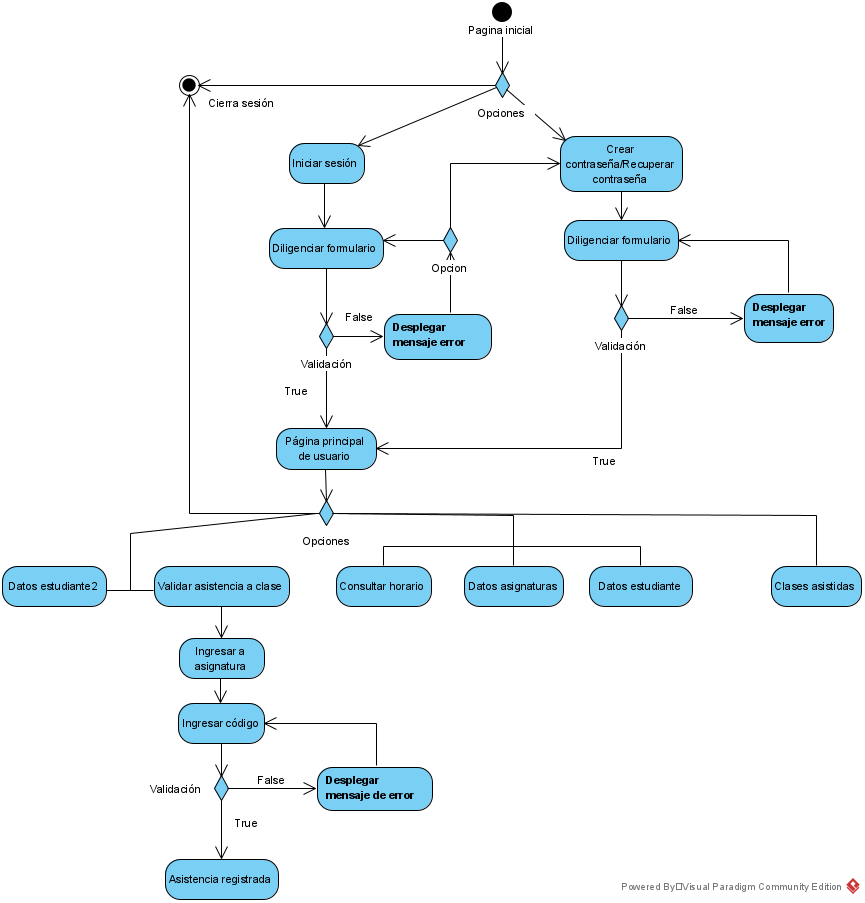 Pagina inicial
Cierra sesión
Opciones
Iniciar sesión
Crear
contraseña/Recuperar
contraseña
Diligenciar formulario
Opcion
Diligenciar formulario
False
Desplegar
mensaje error
Validación
True
False
Desplegar
mensaje error
Validación
True
Página principal
de usuario
Opciones
Datos estudiante2
Validar asistencia a clase
Consultar horario
Datos asignaturas
Datos estudiante
Clases asistidas
Ingresar a
asignatura
Ingresar código
Validación
False
Desplegar
mensaje de error
True
Asistencia registrada
Powered By□Visual Paradigm Community Edition